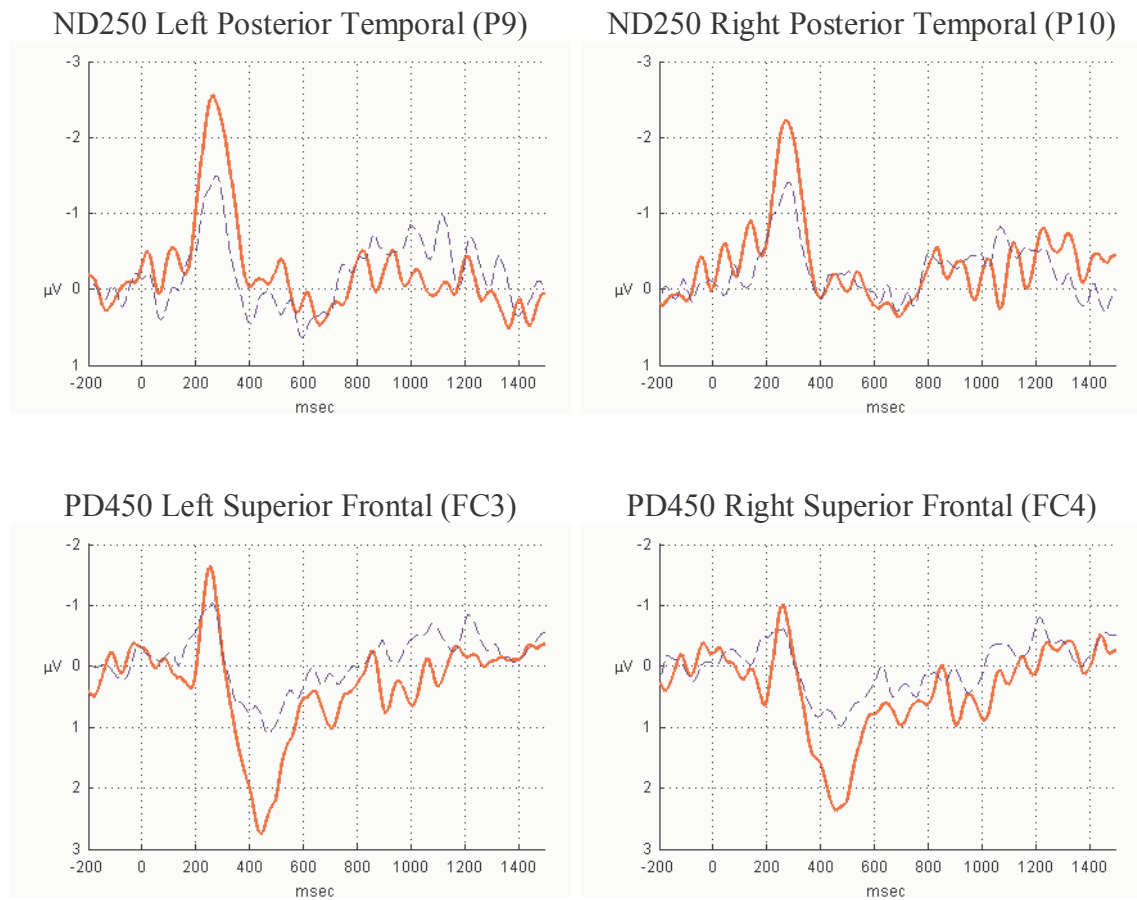 ND250 Left Posterior Temporal (P9)
-3
-2
-1
µV 0
1
-200 0 200 400 600 800 1000 1200 1400
msec
ND250 Right Posterior Temporal (P10)
-3
-2
-1
µV 0
1
-200 0 200 400 600 800 1000 1200 1400
msec
PD450 Left Superior Frontal (FC3)
-2
-1
µV 0
1
2
3
-200 0 200 400 600 800 1000 1200 1400
msec
PD450 Right Superior Frontal (FC4)
-2
-1
µV 0
1
2
3
-200 0 200 400 600 800 1000 1200 1400
msec